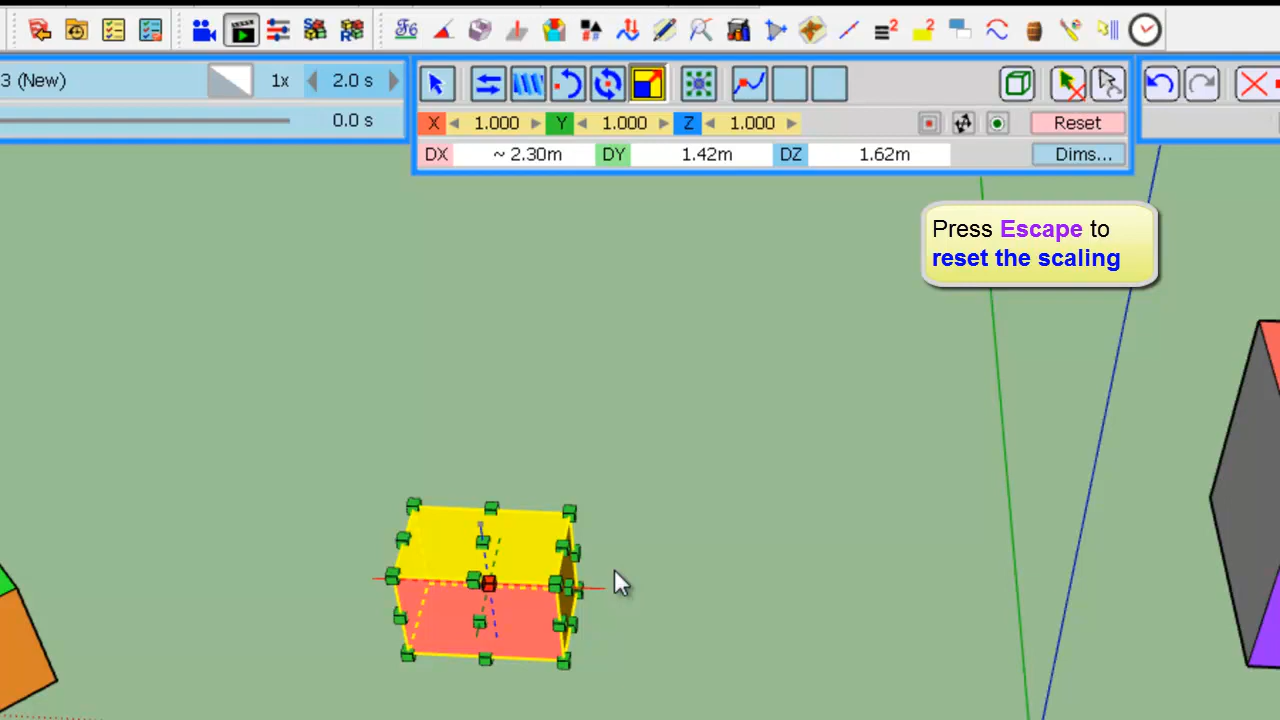 3 (New) 1x 2.0 s
0.0 s
X 1.000 Y 1.000 Z 1.000 Reset
DX ~ 2.30m DY 1.42m DZ 1.62m Dims...
Press Escape to
reset the scaling